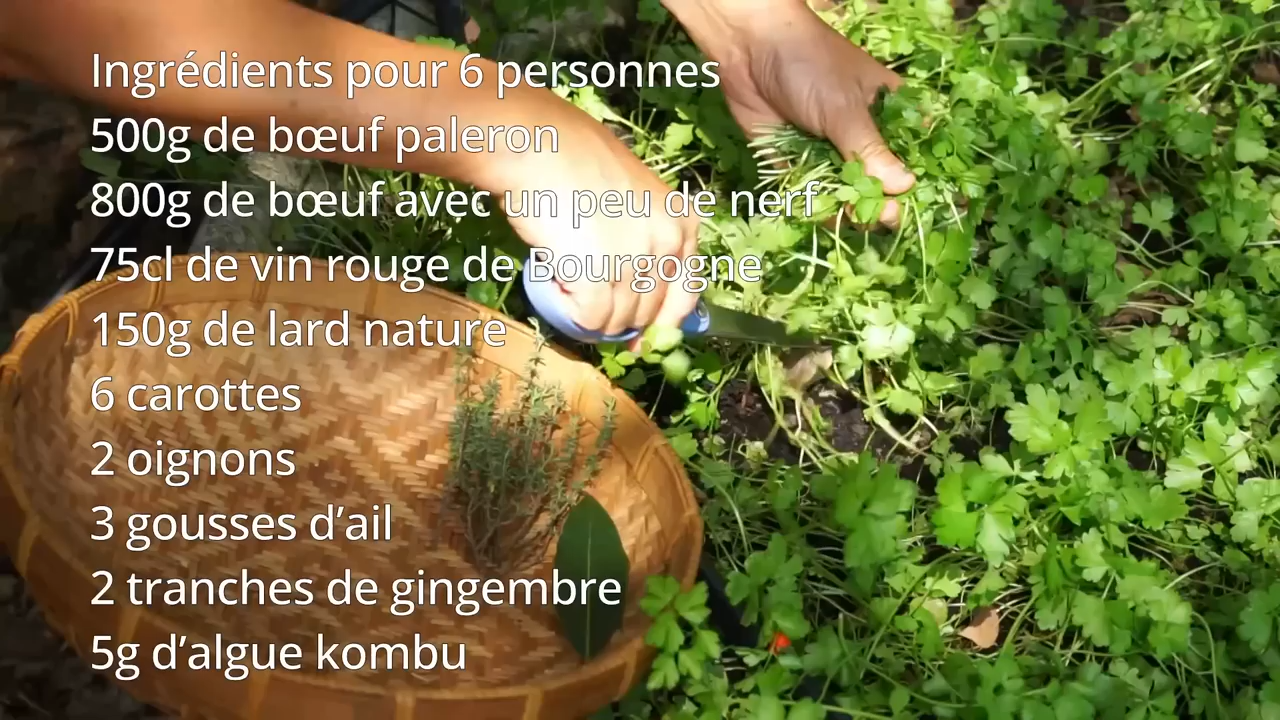 Ingrédients pour 6 personnes
500g de bœuf paleron
800g de bœuf avec un peu de nerf
75cl de vin rouge de Bourgogne
150g de lard nature
6 carottes
2 oignons
3 gousses d’ail
2 tranches de gingembre
5g d’algue kombu